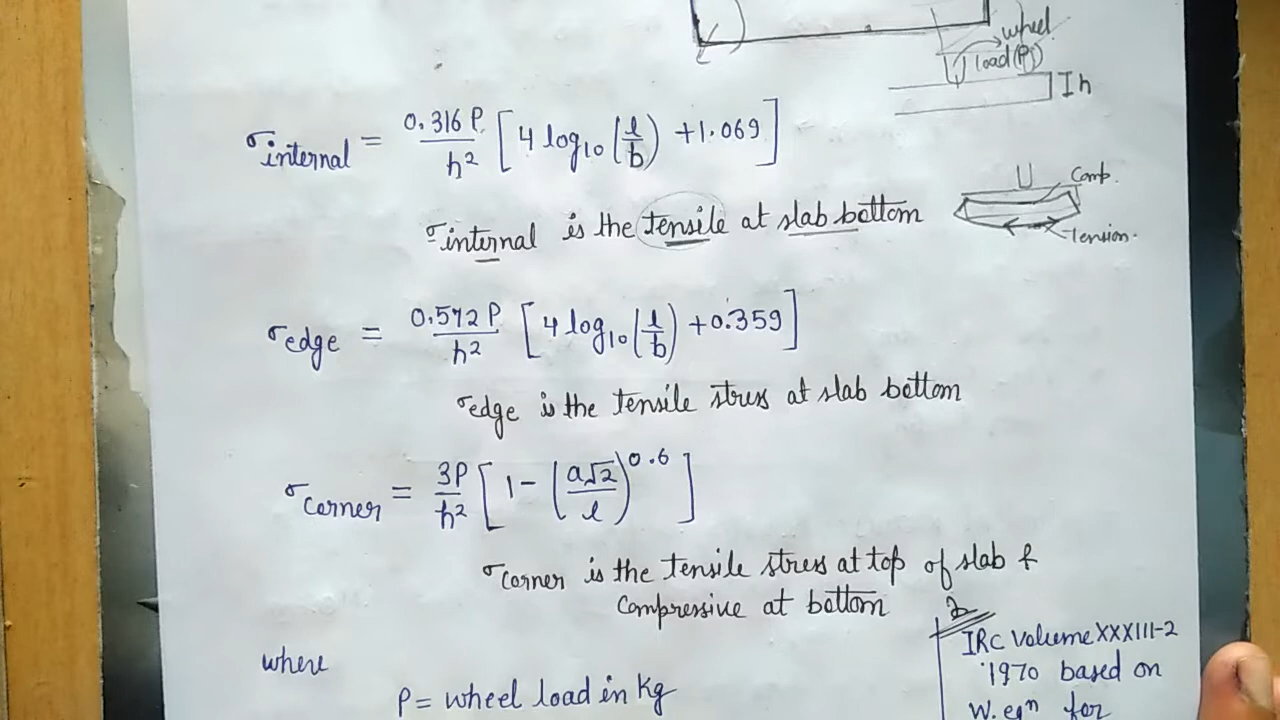 wheel
load (P)
I h
σinternal = 0.316 P / h² [4 log10 (l/b) + 1.069]
Comb.
σinternal is the tensile at slab bottom
Tension.
σedge = 0.572 P / h² [4 log10 (l/b) + 0.359]
σedge is the tensile stress at slab bottom
σcorner = 3P / h² [1 - (a√2 / l)^0.6]
σcorner is the tensile stress at top of slab &
compressive at bottom
2
where
IRC Volume XXXIII-2
1970 based on
P = wheel load in Kg
W. eqn for